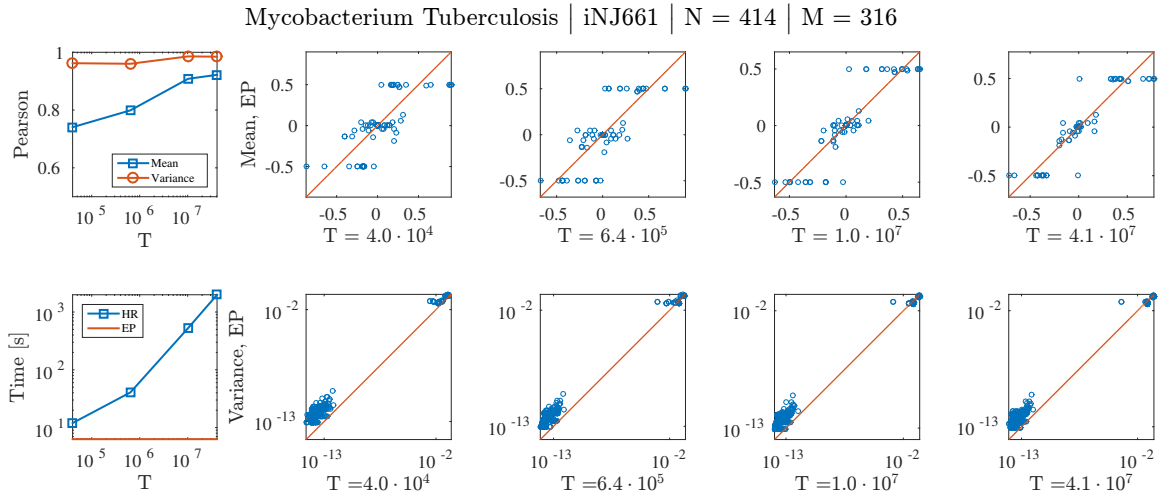 Mycobacterium Tuberculosis | iNJ661 | N = 414 | M = 316
Pearson
1
0.8
0.6
Mean
Variance
10^5 10^6 10^7
T
Mean, EP
0.5
0
-0.5
-0.5 0 0.5
T = 4.0 · 10^4
0.5
0
-0.5
-0.5 0 0.5
T = 6.4 · 10^5
0.5
0
-0.5
-0.5 0 0.5
T = 1.0 · 10^7
0.5
0
-0.5
-0.5 0 0.5
T = 4.1 · 10^7
Time [s]
10^3
10^2
10^1
HR
EP
10^5 10^6 10^7
T
Variance, EP
10^-2
10^-13
10^-13 10^-2
T =4.0 · 10^4
10^-2
10^-13
10^-13 10^-2
T =6.4 · 10^5
10^-2
10^-13
10^-13 10^-2
T =1.0 · 10^7
10^-2
10^-13
10^-13 10^-2
T =4.1 · 10^7